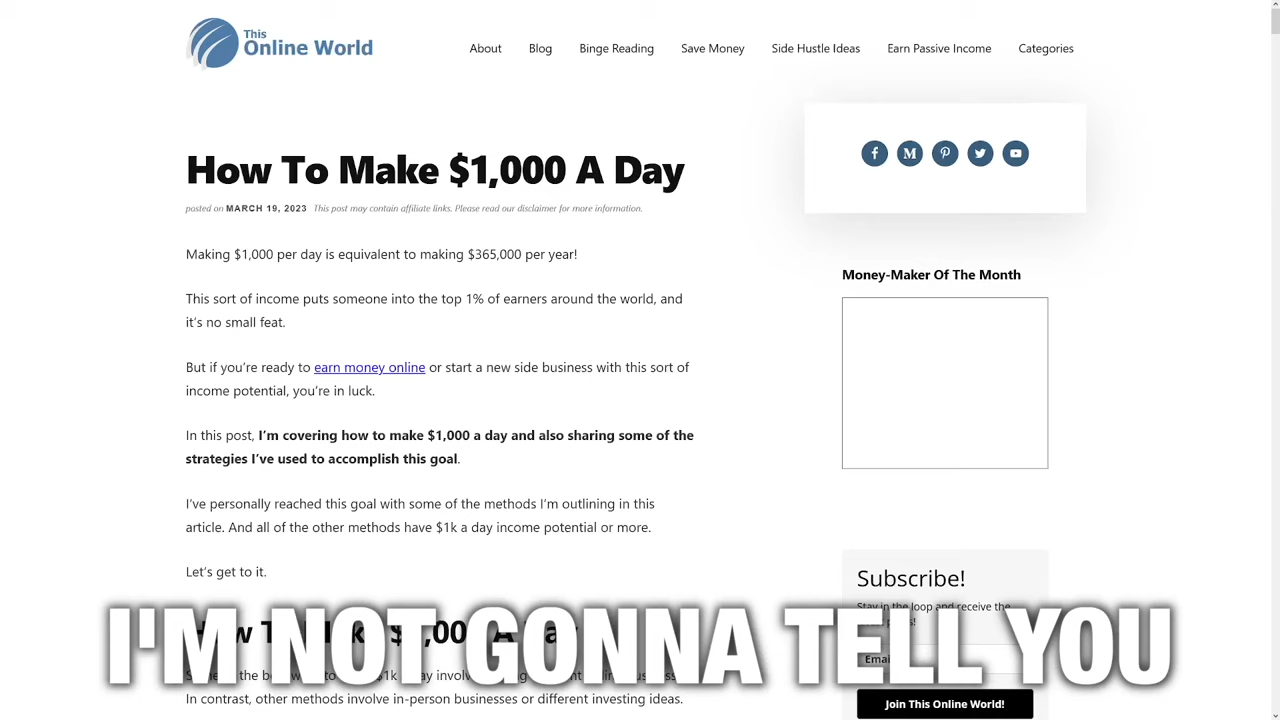 This
Online World
About Blog Binge Reading Save Money Side Hustle Ideas Earn Passive Income Categories
How To Make $1,000 A Day
posted on MARCH 19, 2023 This post may contain affiliate links. Please read our disclaimer for more information.
Making $1,000 per day is equivalent to making $365,000 per year!
This sort of income puts someone into the top 1% of earners around the world, and
it's no small feat.
But if you're ready to earn money online or start a new side business with this sort of
income potential, you're in luck.
In this post, I'm covering how to make $1,000 a day and also sharing some of the
strategies I've used to accomplish this goal.
I've personally reached this goal with some of the methods I'm outlining in this
article. And all of the other methods have $1k a day income potential or more.
Let's get to it.
Money-Maker Of The Month
Subscribe!
Stay in the loop and receive the
Email
Join This Online World!
I'M NOT GONNA TELL YOU
In contrast, other methods involve in-person businesses or different investing ideas.